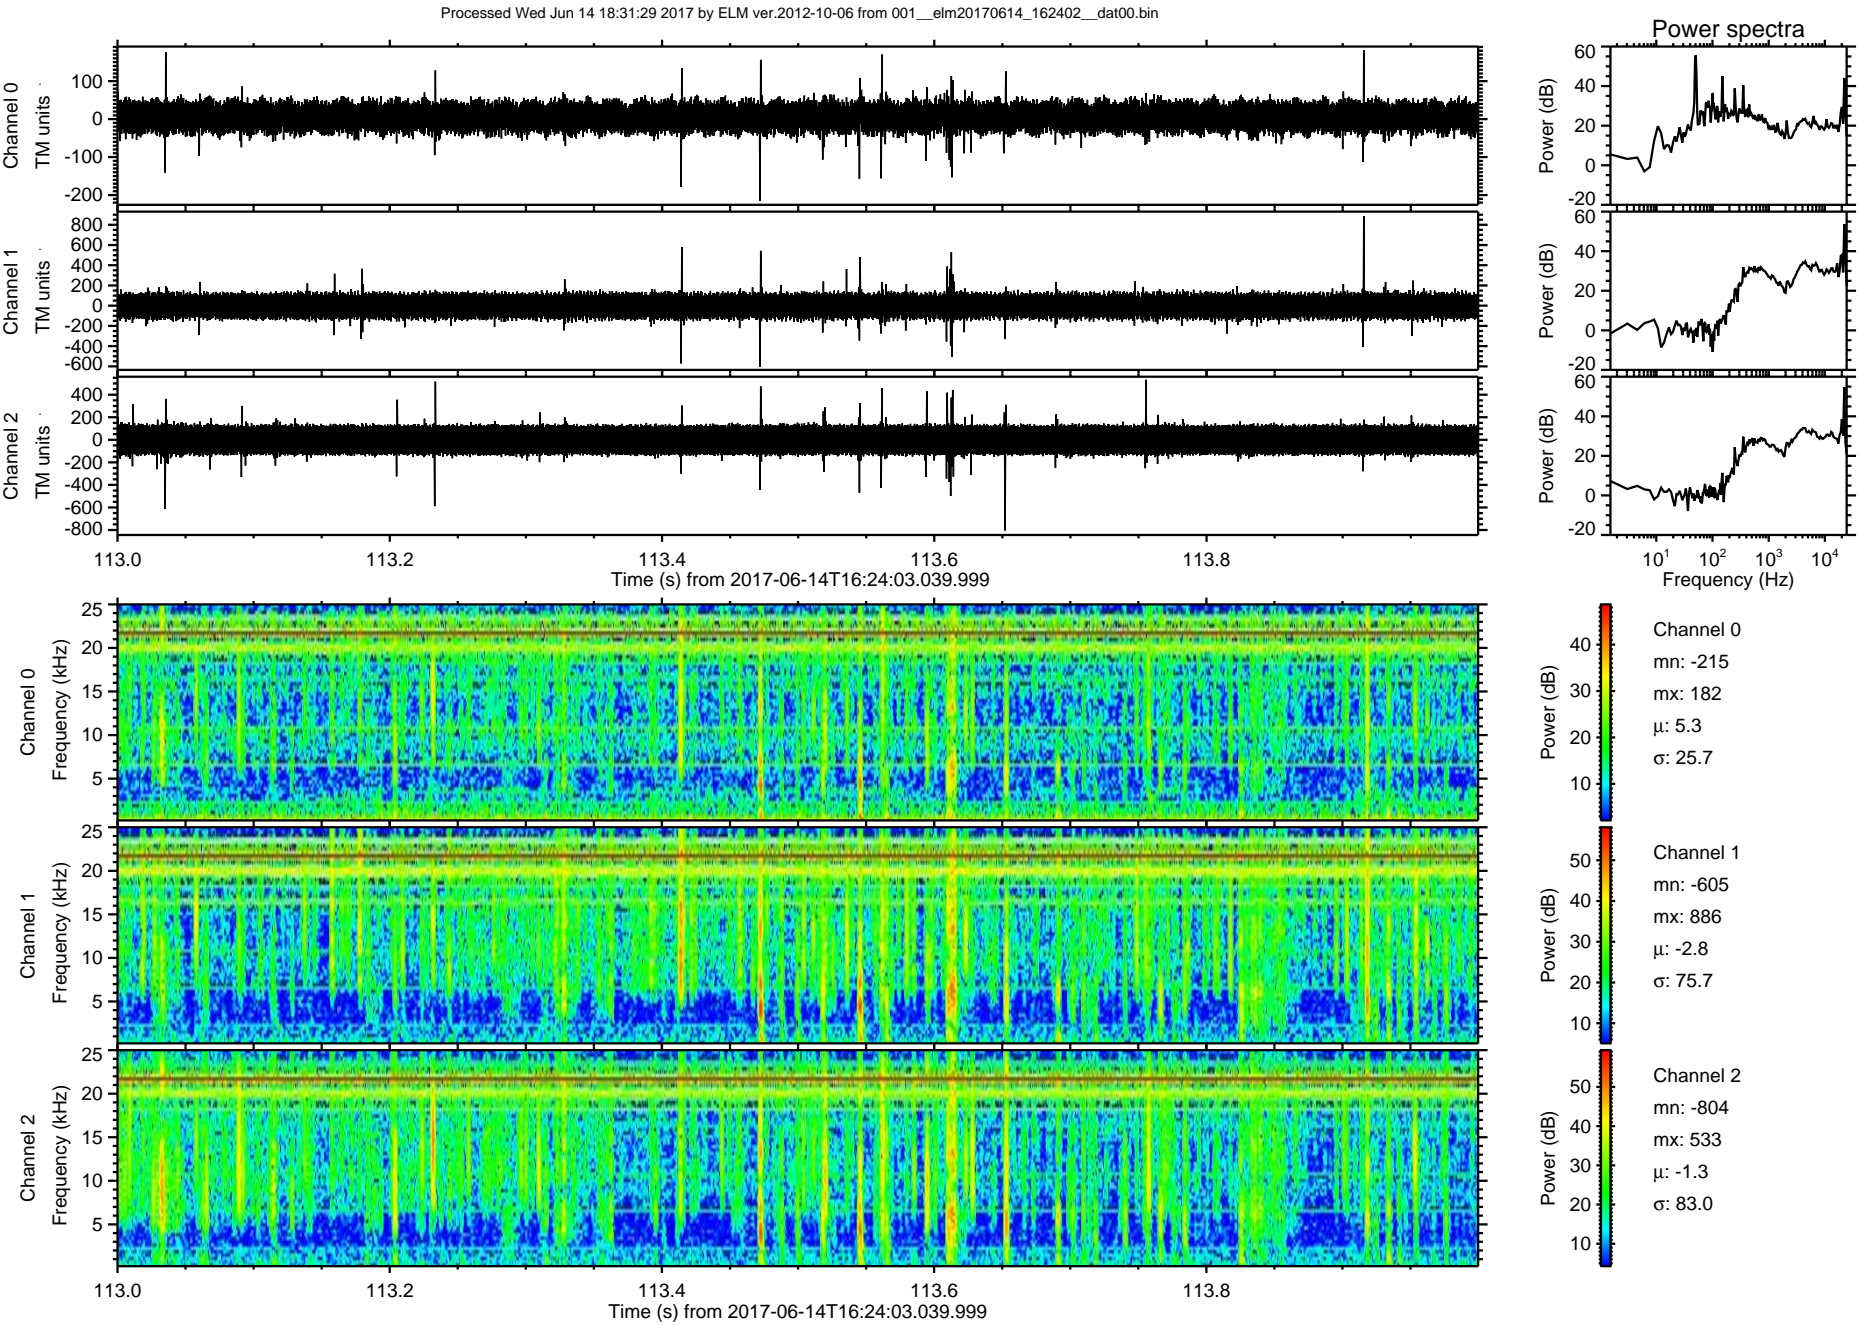 Processed Wed Jun 14 18:31:29 2017 by ELM ver.2012-10-06 from 001__elm20170614_162402__dat00.bin
Power spectra
Channel 0
TM units
100
0
-100
-200
Power (dB)
60
40
20
0
-20
Channel 1
TM units
800
600
400
200
0
-200
-400
-600
Power (dB)
60
40
20
0
-20
Channel 2
TM units
400
200
0
-200
-400
-600
-800
Power (dB)
60
40
20
0
-20
113.0 113.2 113.4 113.6 113.8
Time (s) from 2017-06-14T16:24:03.039.999
10¹ 10² 10³ 10⁴
Frequency (Hz)
Channel 0
Frequency (kHz)
25
20
15
10
5
Power (dB)
40
30
20
10
Channel 0
mn: -215
mx: 182
μ: 5.3
σ: 25.7
Channel 1
Frequency (kHz)
25
20
15
10
5
Power (dB)
50
40
30
20
10
Channel 1
mn: -605
mx: 886
μ: -2.8
σ: 75.7
Channel 2
Frequency (kHz)
25
20
15
10
5
Power (dB)
50
40
30
20
10
Channel 2
mn: -804
mx: 533
μ: -1.3
σ: 83.0
113.0 113.2 113.4 113.6 113.8
Time (s) from 2017-06-14T16:24:03.039.999